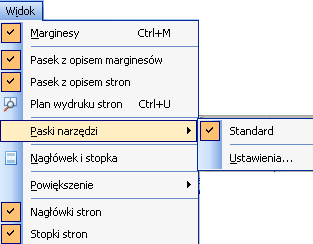 Widok
Marginesy Ctrl+M
Pasek z opisem marginesów
Pasek z opisem stron
Plan wydruku stron Ctrl+U
Paski narzędzi
Standard
Nagłówek i stopka
Ustawienia...
Powiększenie
Nagłówki stron
Stopki stron